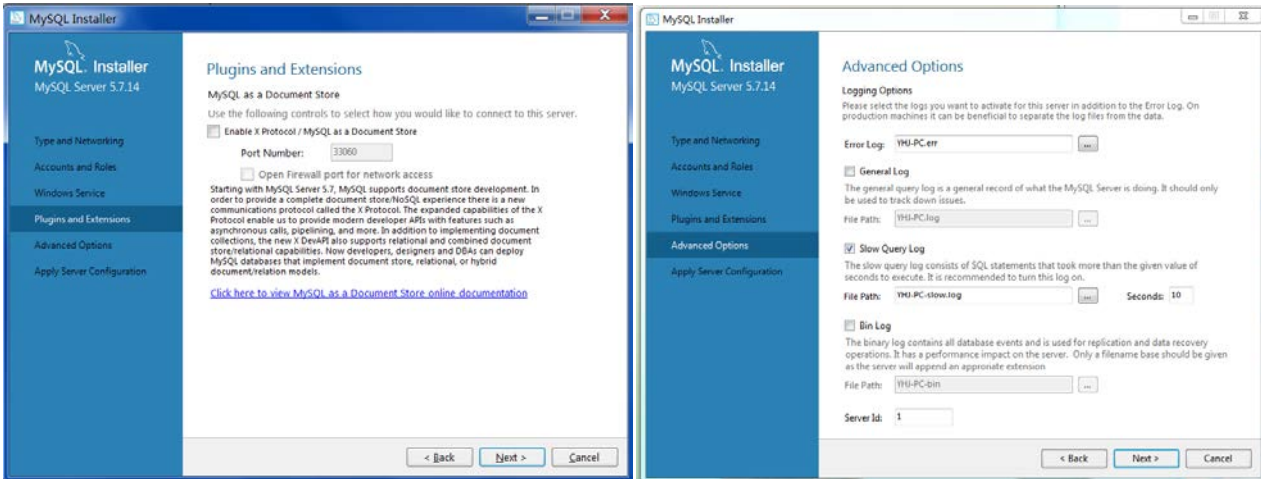 MySQL Installer
MySQL. Installer
MySQL Server 5.7.14
Type and Networking
Accounts and Roles
Windows Service
Plugins and Extensions
Advanced Options
Apply Server Configuration
Plugins and Extensions
MySQL as a Document Store
Use the following controls to select how you would like to connect to this server.
Enable X Protocol / MySQL as a Document Store
Port Number: 33060
Open Firewall port for network access
Starting with MySQL Server 5.7, MySQL supports document store development. In
order to provide a complete document store/NoSQL experience there is a new
communications protocol called the X Protocol. The expanded capabilities of the X
Protocol enable us to provide modern developer APIs with features such as
asynchronous calls, pipelining, and more. In addition to implementing document
collections, the new X DevAPI also supports relational and combined document
store/relational capabilities. Now developers, designers and DBAs can deploy
MySQL databases that implement document store, relational, or hybrid
document/relation models.
Click here to view MySQL as a Document Store online documentation
< Back
Next >
Cancel
MySQL Installer
MySQL. Installer
MySQL Server 5.7.14
Type and Networking
Accounts and Roles
Windows Service
Plugins and Extensions
Advanced Options
Apply Server Configuration
Advanced Options
Logging Options
Please select the logs you want to activate for this server in addition to the Error Log. On
production machines it can be beneficial to separate the log files from the data.
Error Log: YHJ-PC.err ...
General Log
The general query log is a general record of what the MySQL Server is doing. It should only
be used to track down issues.
File Path: YHJ-PC.log ...
Slow Query Log
The slow query log consists of SQL statements that took more than the given value of
seconds to execute. It is recommended to turn this log on.
File Path: YHJ-PC-slow.log ... Seconds: 10
Bin Log
The binary log contains all database events and is used for replication and data recovery
operations. It has a performance impact on the server. Only a filename base should be given
as the server will append an approriate extension
File Path: YHJ-PC-bin ...
Server Id: 1
< Back
Next >
Cancel